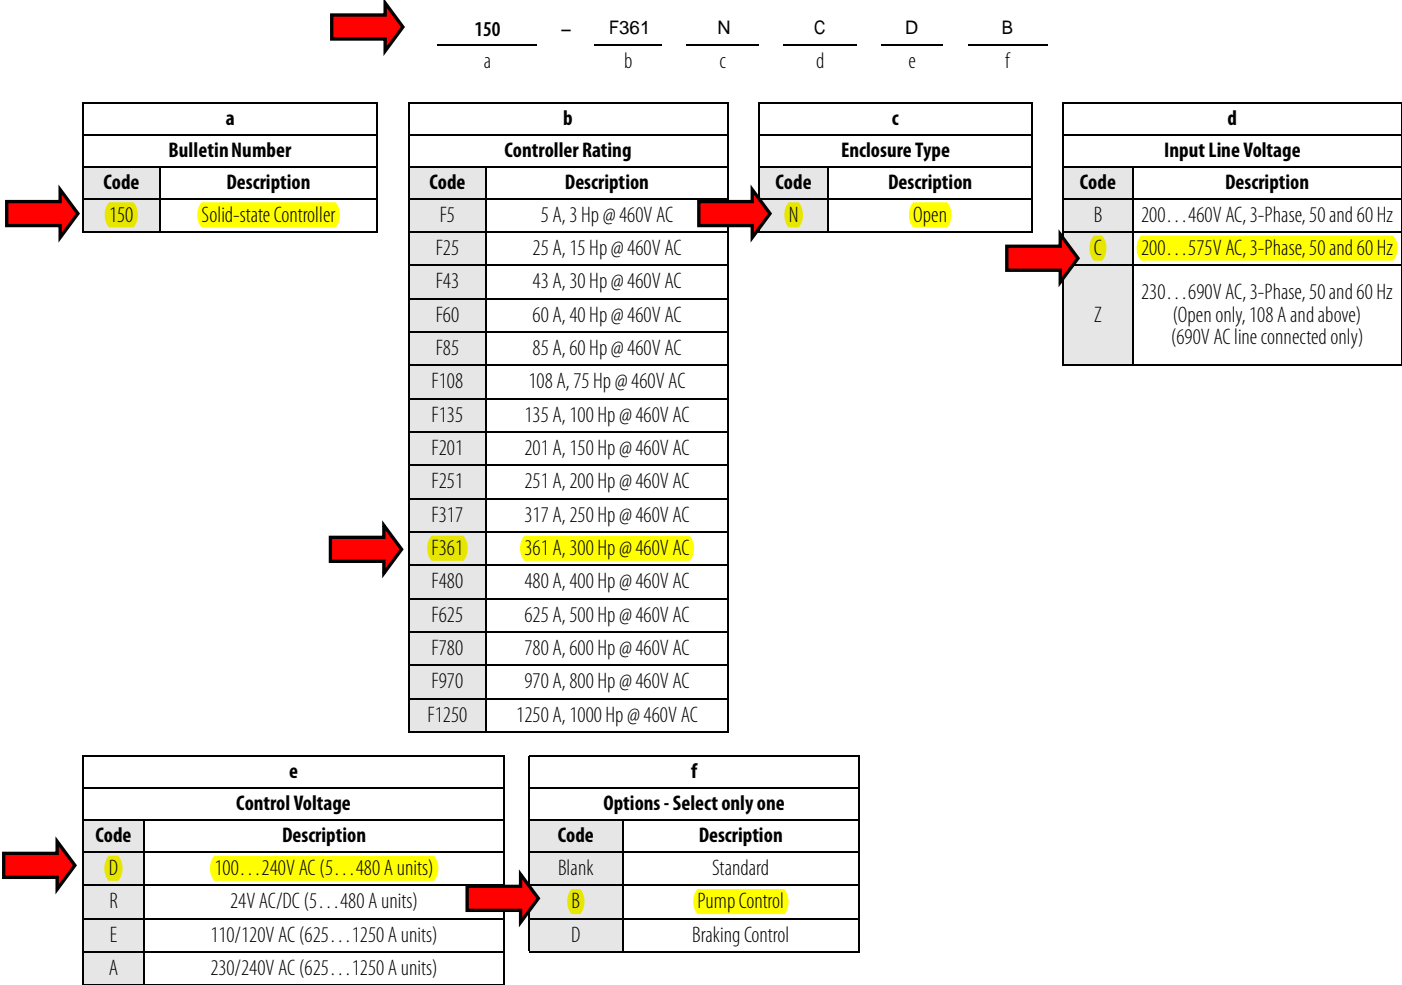 150 – F361 N C D B
a b c d e f
a
Bulletin Number
Code Description
150 Solid-state Controller
b
Controller Rating
Code Description
F5 5 A, 3 Hp @ 460V AC
F25 25 A, 15 Hp @ 460V AC
F43 43 A, 30 Hp @ 460V AC
F60 60 A, 40 Hp @ 460V AC
F85 85 A, 60 Hp @ 460V AC
F108 108 A, 75 Hp @ 460V AC
F135 135 A, 100 Hp @ 460V AC
F201 201 A, 150 Hp @ 460V AC
F251 251 A, 200 Hp @ 460V AC
F317 317 A, 250 Hp @ 460V AC
F361 361 A, 300 Hp @ 460V AC
F480 480 A, 400 Hp @ 460V AC
F625 625 A, 500 Hp @ 460V AC
F780 780 A, 600 Hp @ 460V AC
F970 970 A, 800 Hp @ 460V AC
F1250 1250 A, 1000 Hp @ 460V AC
c
Enclosure Type
Code Description
N Open
d
Input Line Voltage
Code Description
B 200...460V AC, 3-Phase, 50 and 60 Hz
C 200...575V AC, 3-Phase, 50 and 60 Hz
Z 230...690V AC, 3-Phase, 50 and 60 Hz
(Open only, 108 A and above)
(690V AC line connected only)
e
Control Voltage
Code Description
D 100...240V AC (5...480 A units)
R 24V AC/DC (5...480 A units)
E 110/120V AC (625...1250 A units)
A 230/240V AC (625...1250 A units)
f
Options - Select only one
Code Description
Blank Standard
B Pump Control
D Braking Control